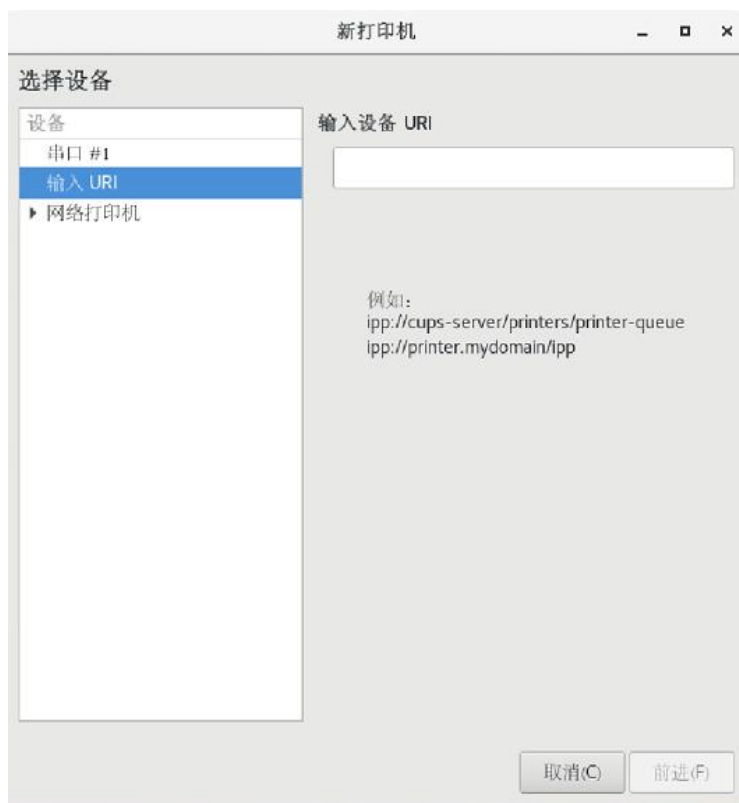 新打印机
选择设备
设备
串口 #1
输入 URI
网络打印机
输入设备 URI
例如：
ipp://cups-server/printers/printer-queue
ipp://printer.mydomain/ipp
取消(C)
前进(F)